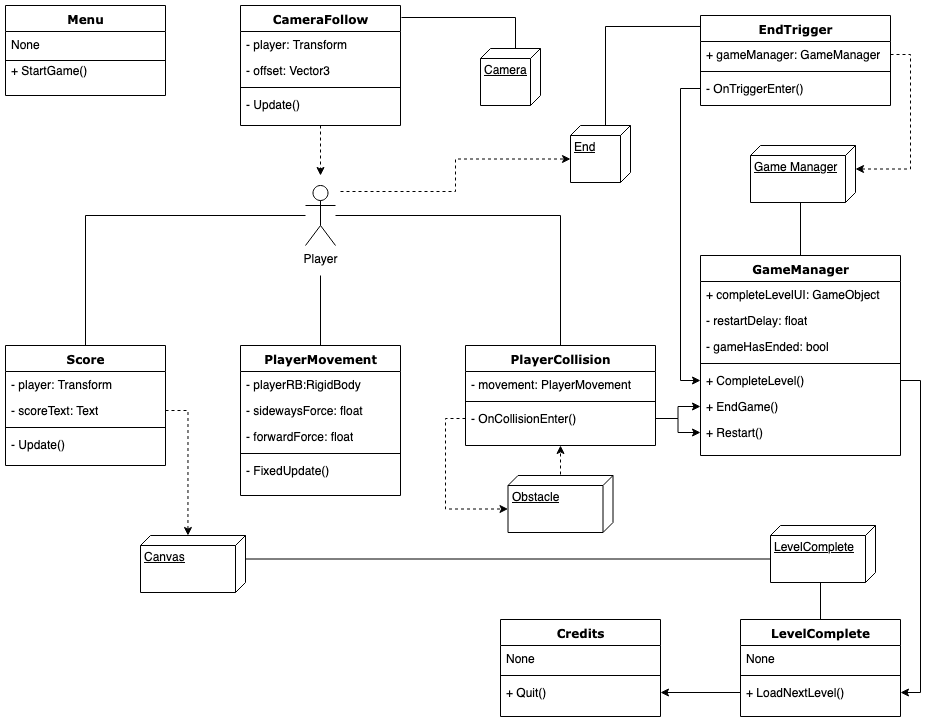 Menu
None
+ StartGame()
CameraFollow
- player: Transform
- offset: Vector3
- Update()
Camera
EndTrigger
+ gameManager: GameManager
- OnTriggerEnter()
End
Game Manager
Player
GameManager
+ completeLevelUI: GameObject
- restartDelay: float
- gameHasEnded: bool
+ CompleteLevel()
+ EndGame()
+ Restart()
Score
- player: Transform
- scoreText: Text
- Update()
PlayerMovement
- playerRB:RigidBody
- sidewaysForce: float
- forwardForce: float
- FixedUpdate()
PlayerCollision
- movement: PlayerMovement
- OnCollisionEnter()
Obstacle
Canvas
LevelComplete
Credits
None
+ Quit()
LevelComplete
None
+ LoadNextLevel()